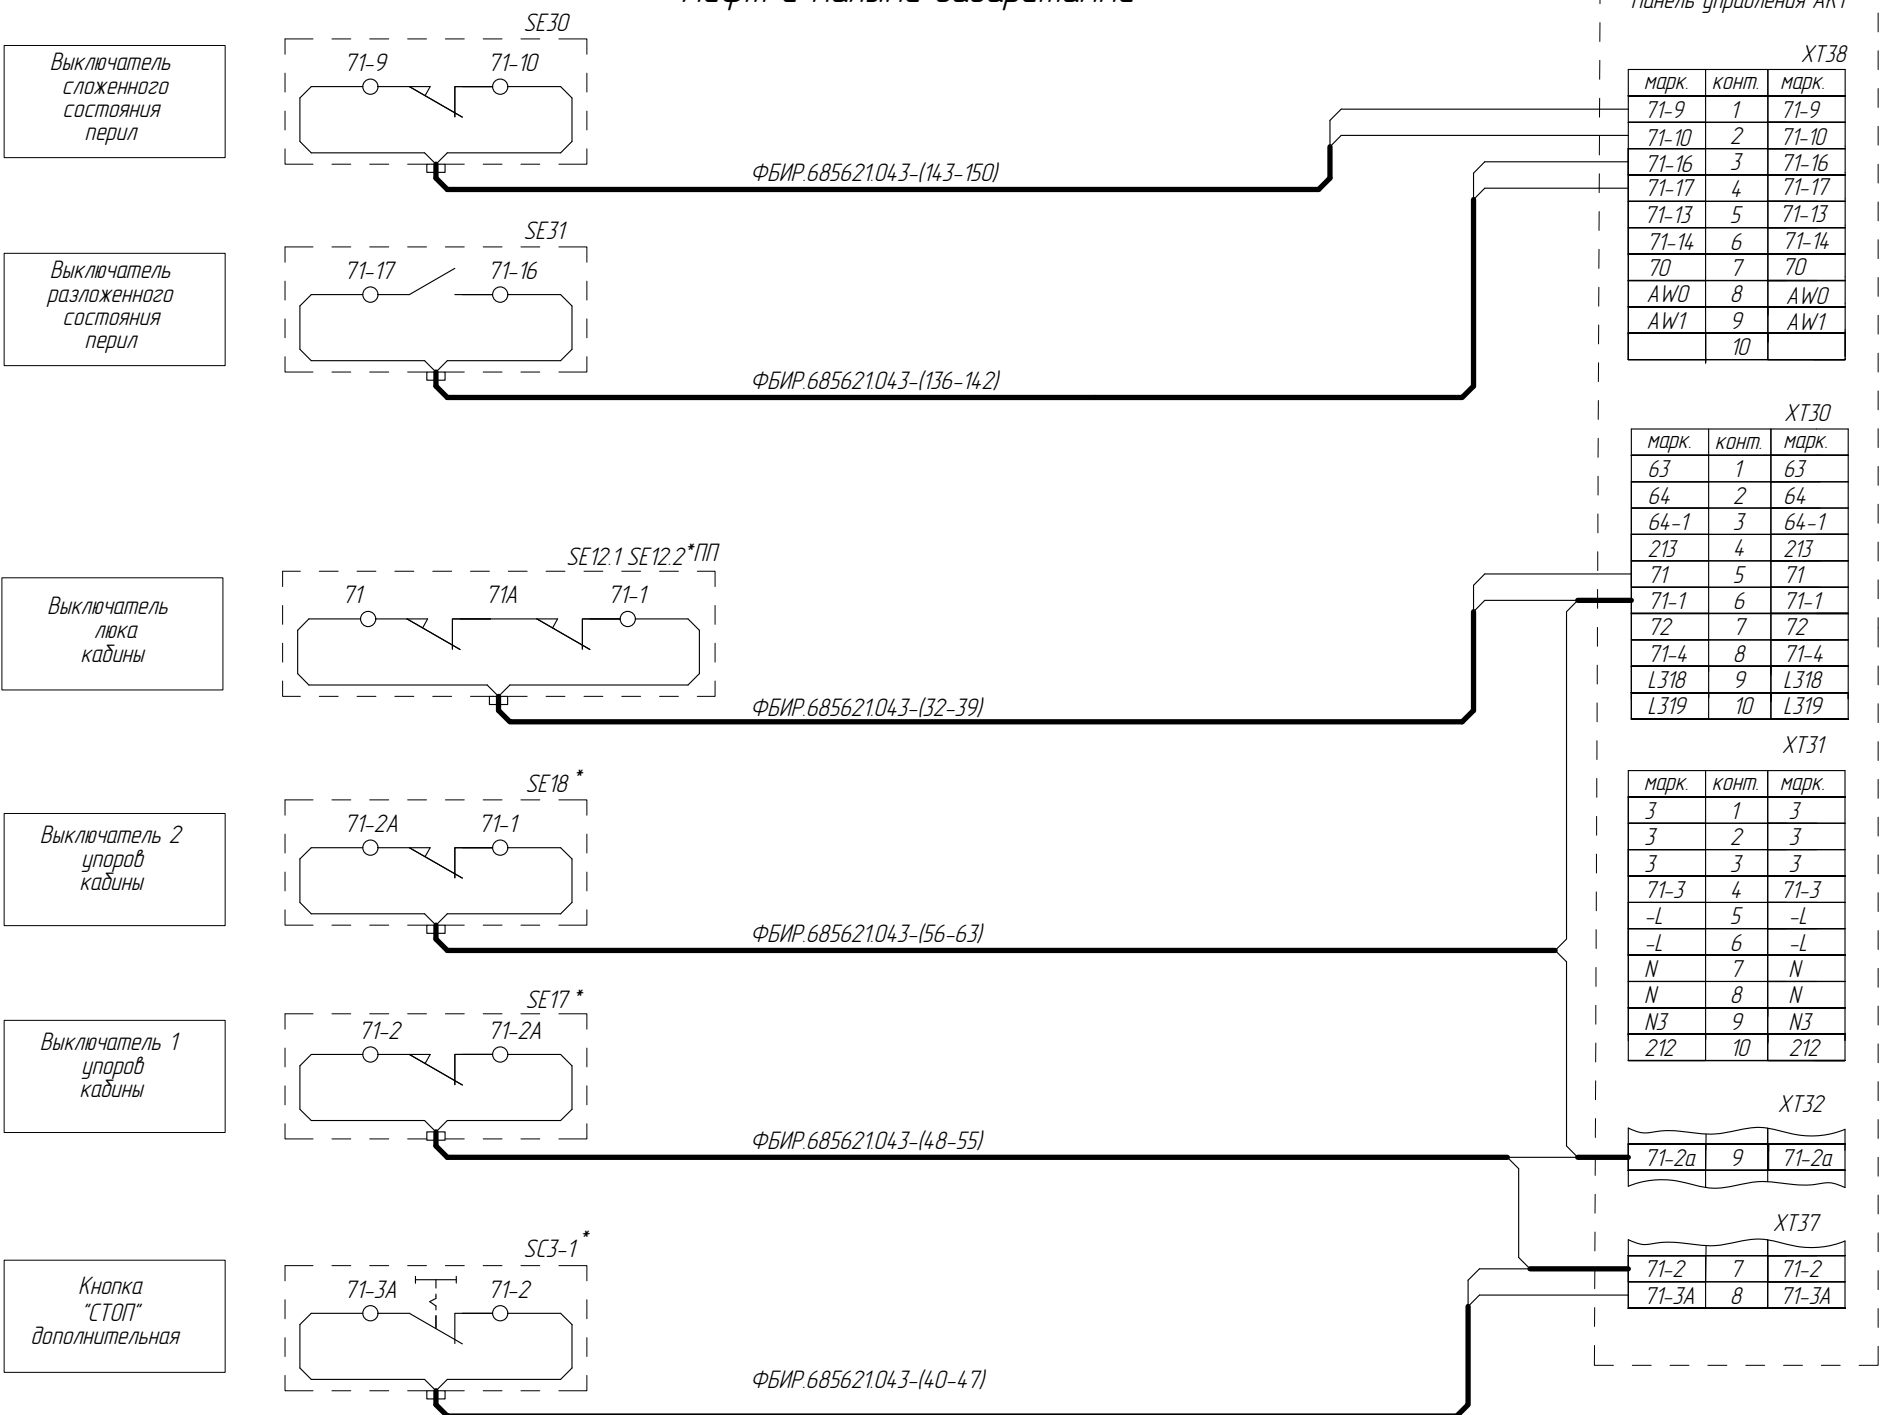 Панель управления АК1
SE30
Выключатель
сложенного
состояния
перил
71-9 71-10
ФБИР.685621.043-(143-150)
XT38
марк. конт. марк.
71-9 1 71-9
71-10 2 71-10
71-16 3 71-16
71-17 4 71-17
71-13 5 71-13
71-14 6 71-14
70 7 70
AW0 8 AW0
AW1 9 AW1
10
SE31
Выключатель
разложенного
состояния
перил
71-17 71-16
ФБИР.685621.043-(136-142)
XT30
марк. конт. марк.
63 1 63
64 2 64
64-1 3 64-1
213 4 213
71 5 71
71-1 6 71-1
72 7 72
71-4 8 71-4
L318 9 L318
L319 10 L319
SE12.1 SE12.2*ПП
Выключатель
люка
кабины
71 71А 71-1
ФБИР.685621.043-(32-39)
XT31
марк. конт. марк.
3 1 3
3 2 3
3 3 3
71-3 4 71-3
-L 5 -L
-L 6 -L
N 7 N
N 8 N
N3 9 N3
212 10 212
SE18 *
Выключатель 2
упоров
кабины
71-2А 71-1
ФБИР.685621.043-(56-63)
SE17 *
Выключатель 1
упоров
кабины
71-2 71-2А
ФБИР.685621.043-(48-55)
XT32
71-2а 9 71-2а
SC3-1 *
Кнопка
"СТОП"
дополнительная
71-3А 71-2
ФБИР.685621.043-(40-47)
XT37
71-2 7 71-2
71-3А 8 71-3А